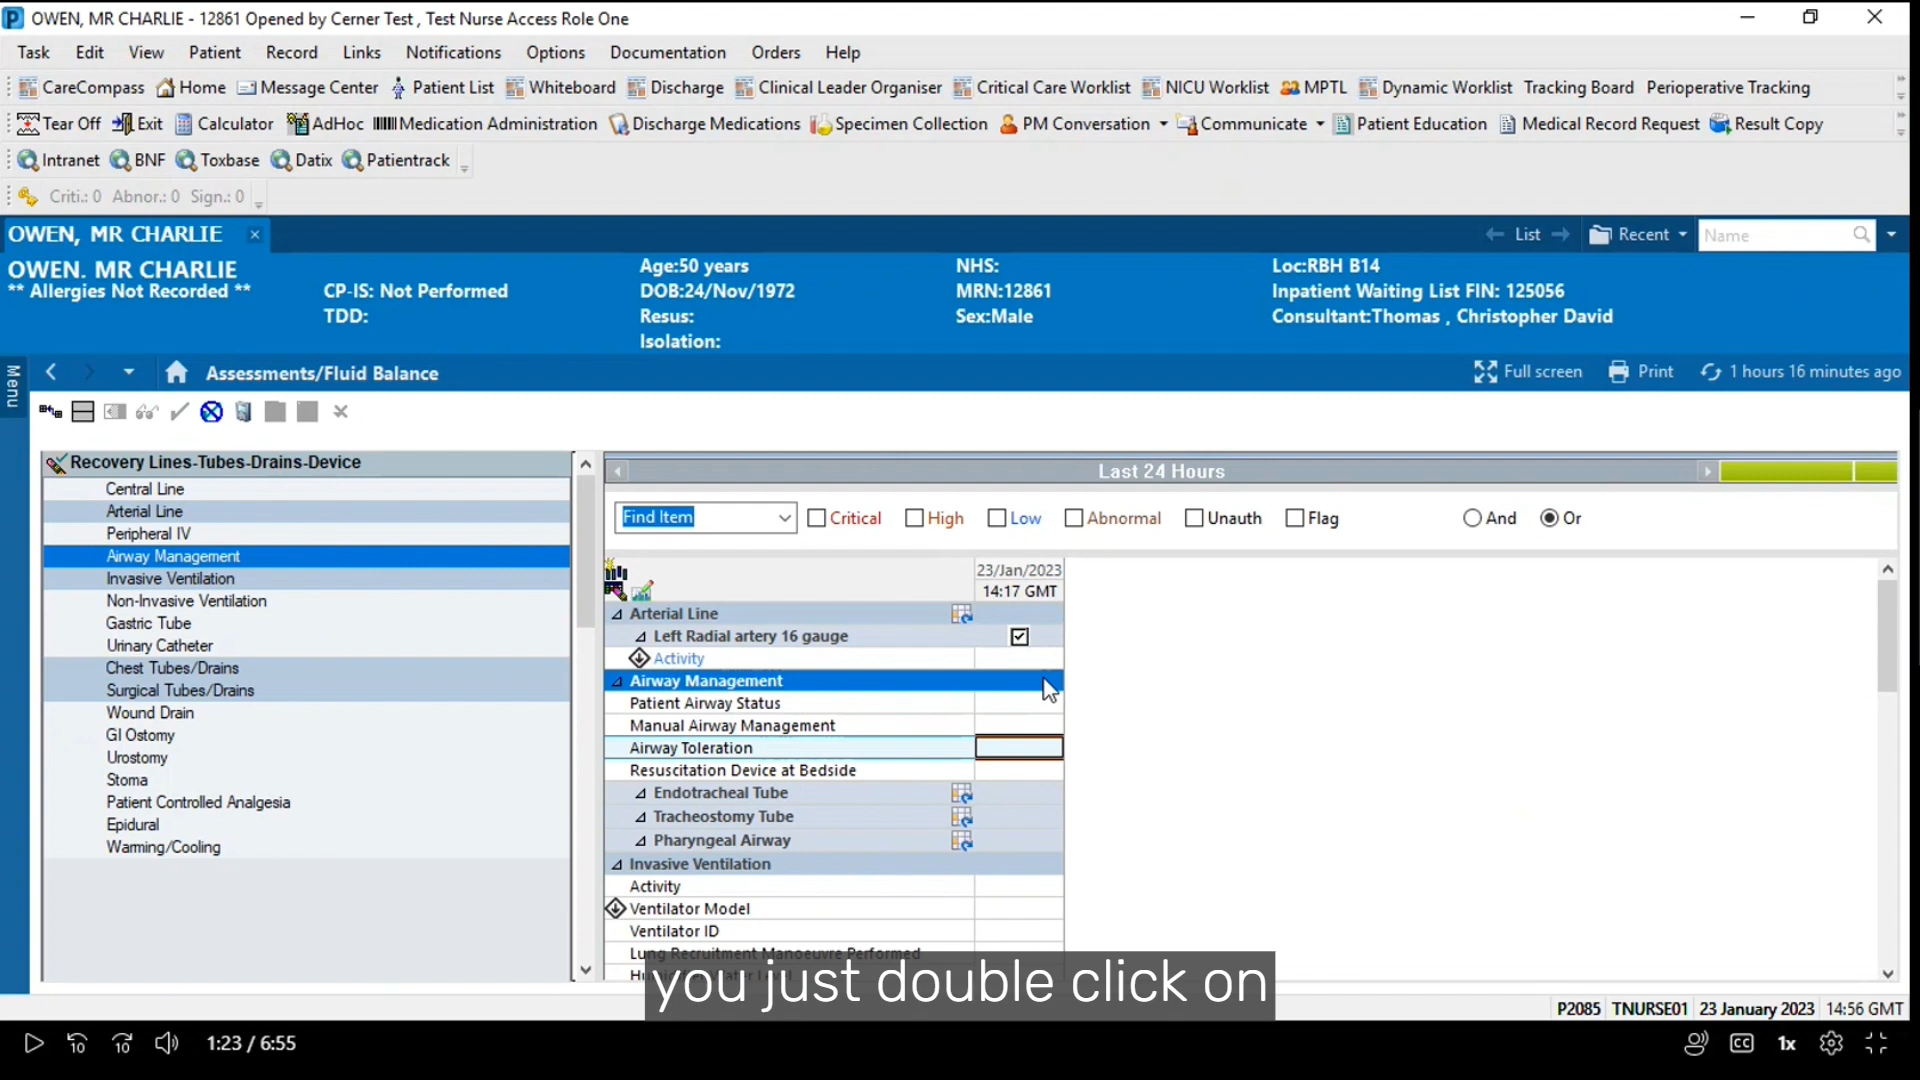 OWEN, MR CHARLIE - 12861 Opened by Cerner Test , Test Nurse Access Role One
Task Edit View Patient Record Links Notifications Options Documentation Orders Help
CareCompass Home Message Center Patient List Whiteboard Discharge Clinical Leader Organiser Critical Care Worklist NICU Worklist MPTL Dynamic Worklist Tracking Board Perioperative Tracking
Tear Off Exit Calculator AdHoc Medication Administration Discharge Medications Specimen Collection PM Conversation Communicate Patient Education Medical Record Request Result Copy
Intranet BNF Toxbase Datix Patientrack
Criti.: 0 Abnor.: 0 Sign.: 0
OWEN, MR CHARLIE
List Recent Name
OWEN. MR CHARLIE
** Allergies Not Recorded **
CP-IS: Not Performed
TDD:
Age:50 years
DOB:24/Nov/1972
Resus:
Isolation:
NHS:
MRN:12861
Sex:Male
Loc:RBH B14
Inpatient Waiting List FIN: 125056
Consultant:Thomas , Christopher David
Menu
Assessments/Fluid Balance
Full screen Print 1 hours 16 minutes ago
Recovery Lines-Tubes-Drains-Device
Central Line
Arterial Line
Peripheral IV
Airway Management
Invasive Ventilation
Non-Invasive Ventilation
Gastric Tube
Urinary Catheter
Chest Tubes/Drains
Surgical Tubes/Drains
Wound Drain
GI Ostomy
Urostomy
Stoma
Patient Controlled Analgesia
Epidural
Warming/Cooling
Last 24 Hours
Find Item Critical High Low Abnormal Unauth Flag And Or
23/Jan/2023
14:17 GMT
Arterial Line
Left Radial artery 16 gauge
Activity
Airway Management
Patient Airway Status
Manual Airway Management
Airway Toleration
Resuscitation Device at Bedside
Endotracheal Tube
Tracheostomy Tube
Pharyngeal Airway
Invasive Ventilation
Activity
Ventilator Model
Ventilator ID
Lung Recruitment Manoeuvre Performed
you just double click on
P2085 TNURSE01 23 January 2023 14:56 GMT
10 10 1:23 / 6:55 CC 1x